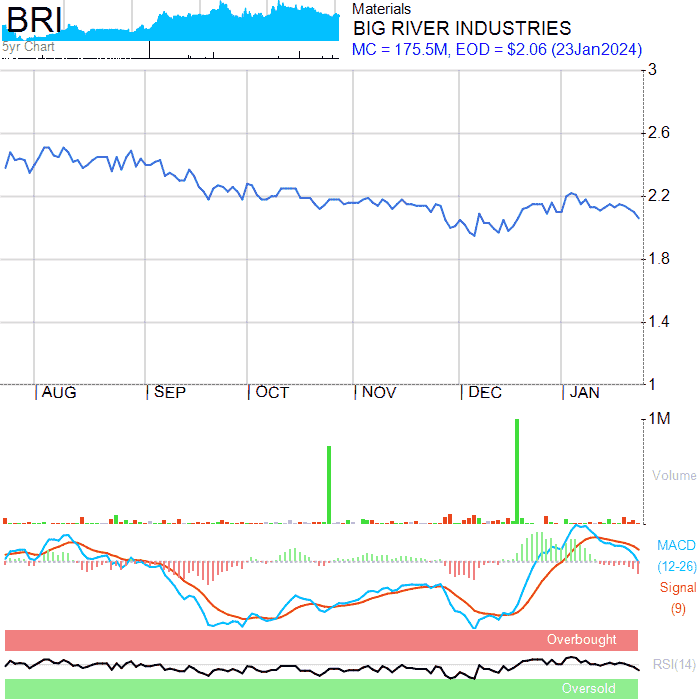 BRI
5yr Chart
Materials
BIG RIVER INDUSTRIES
MC = 175.5M, EOD = $2.06 (23Jan2024)
3
2.6
2.2
1.8
1.4
1
AUG SEP OCT NOV DEC JAN
1M
Volume
MACD
(12-26)
Signal
(9)
Overbought
RSI(14)
Oversold